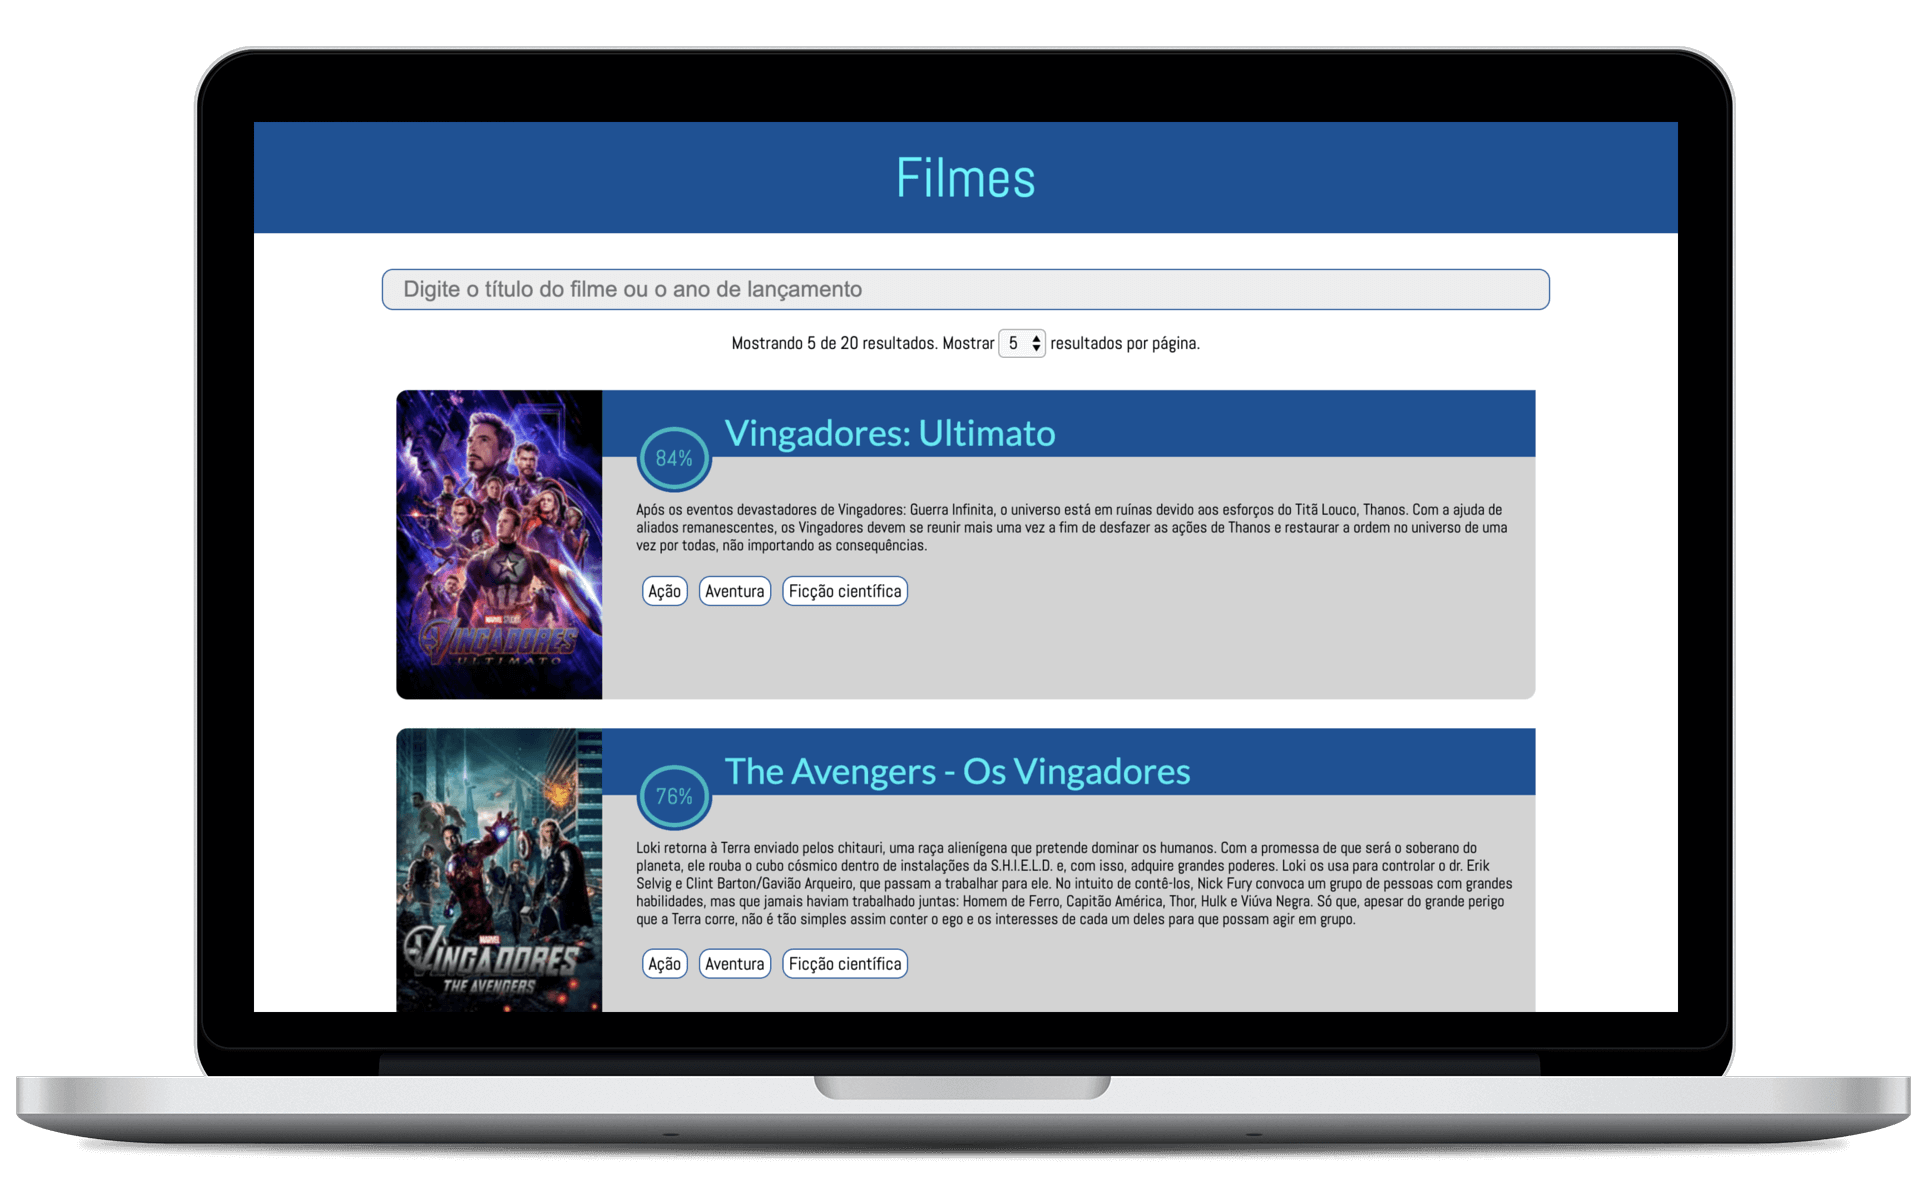 Filmes
Digite o título do filme ou o ano de lançamento
Mostrando 5 de 20 resultados. Mostrar 5 resultados por página.
Vingadores: Ultimato
84%
Após os eventos devastadores de Vingadores: Guerra Infinita, o universo está em ruínas devido aos esforços do Titã Louco, Thanos. Com a ajuda de
aliados remanescentes, os Vingadores devem se reunir mais uma vez a fim de desfazer as ações de Thanos e restaurar a ordem no universo de uma
vez por todas, não importando as consequências.
Ação Aventura Ficção científica
MARVEL STUDIOS
VINGADORES
ULTIMATO
The Avengers - Os Vingadores
76%
Loki retorna à Terra enviado pelos chitauri, uma raça alienígena que pretende dominar os humanos. Com a promessa de que será o soberano do
planeta, ele rouba o cubo cósmico dentro de instalações da S.H.I.E.L.D. e, com isso, adquire grandes poderes. Loki os usa para controlar o dr. Erik
Selvig e Clint Barton/Gavião Arqueiro, que passam a trabalhar para ele. No intuito de contê-los, Nick Fury convoca um grupo de pessoas com grandes
habilidades, mas que jamais haviam trabalhado juntas: Homem de Ferro, Capitão América, Thor, Hulk e Viúva Negra. Só que, apesar do grande perigo
que a Terra corre, não é tão simples assim conter o ego e os interesses de cada um deles para que possam agir em grupo.
Ação Aventura Ficção científica
MARVEL
VINGADORES
THE AVENGERS